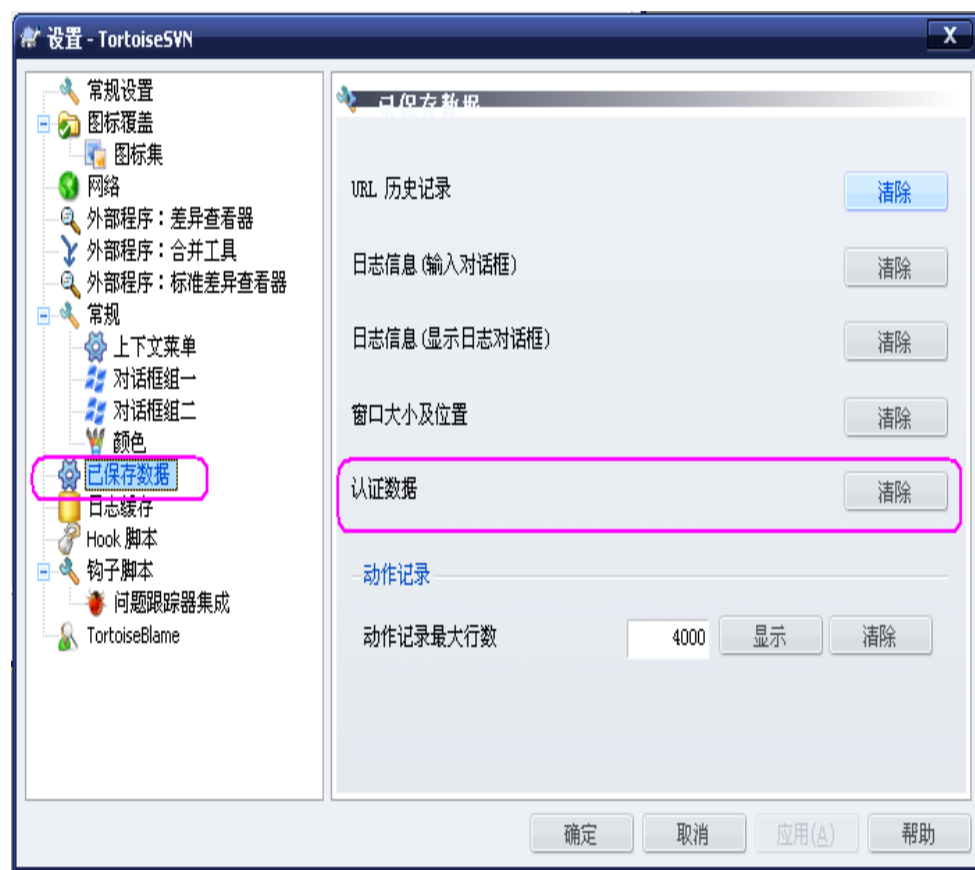 设置 - TortoiseSVN
X
常规设置
图标覆盖
图标集
网络
外部程序：差异查看器
外部程序：合并工具
外部程序：标准差异查看器
常规
上下文菜单
对话框组一
对话框组二
颜色
已保存数据
日志缓存
Hook 脚本
钩子脚本
问题跟踪器集成
TortoiseBlame
已保存数据
URL 历史记录 清除
日志信息(输入对话框) 清除
日志信息(显示日志对话框) 清除
窗口大小及位置 清除
认证数据 清除
动作记录
动作记录最大行数 4000 显示 清除
确定 取消 应用(A) 帮助